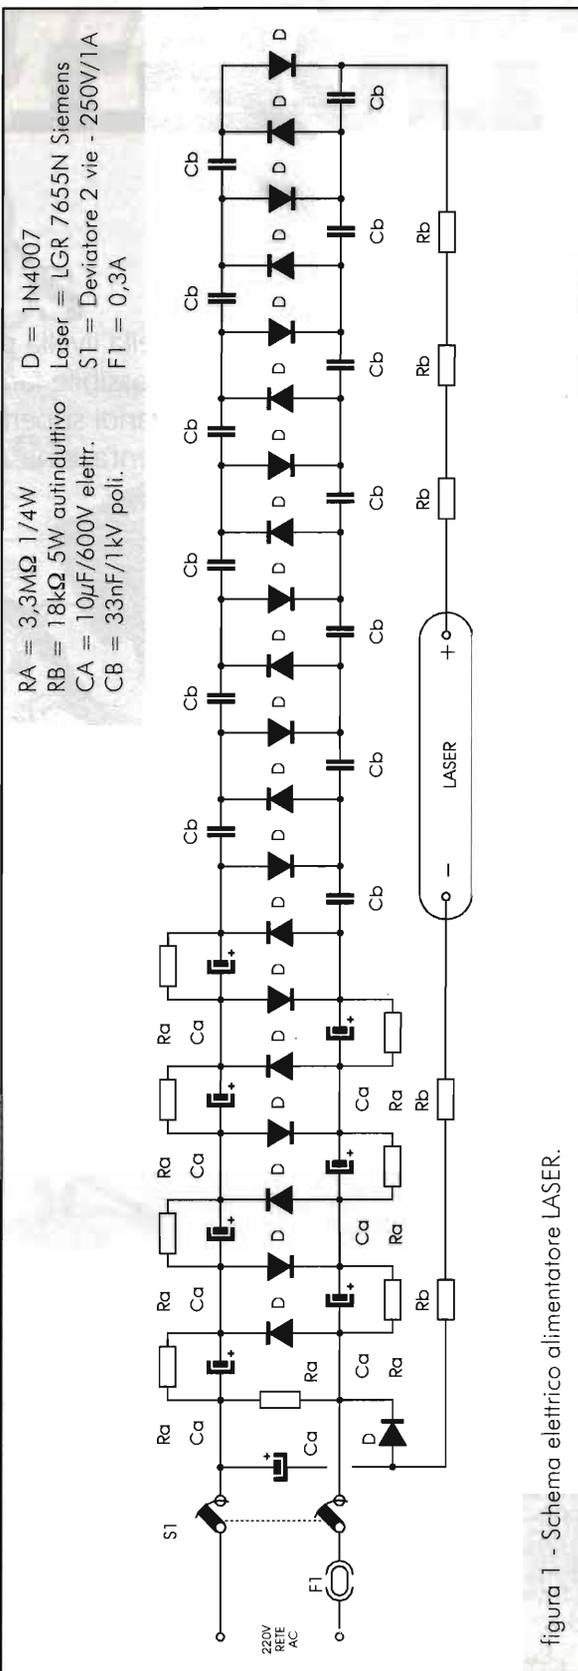 RA = 3,3MΩ 1/4W D = 1N4007
RB = 18kΩ 5W autinduttivo Laser = LGR 7655N Siemens
CA = 10µF/600V elettr. S1 = Deviatore 2 vie - 250V/1A
CB = 33nF/1kV poli. F1 = 0,3A
S1 Ra Ra Ra Ra
Ca Ca Ca Ca Cb Cb Cb Cb Cb Cb
+ + + +
D D D D D D D D D D D D D D D D D D D D
220V
RETE
AC
F1
+
Ca Ra
+ + +
D Ca Ca Ca Cb Cb Cb Cb Cb Cb Cb
Ra Ra Ra
Rb Rb Rb Rb Rb
− LASER +
figura 1 - Schema elettrico alimentatore LASER.